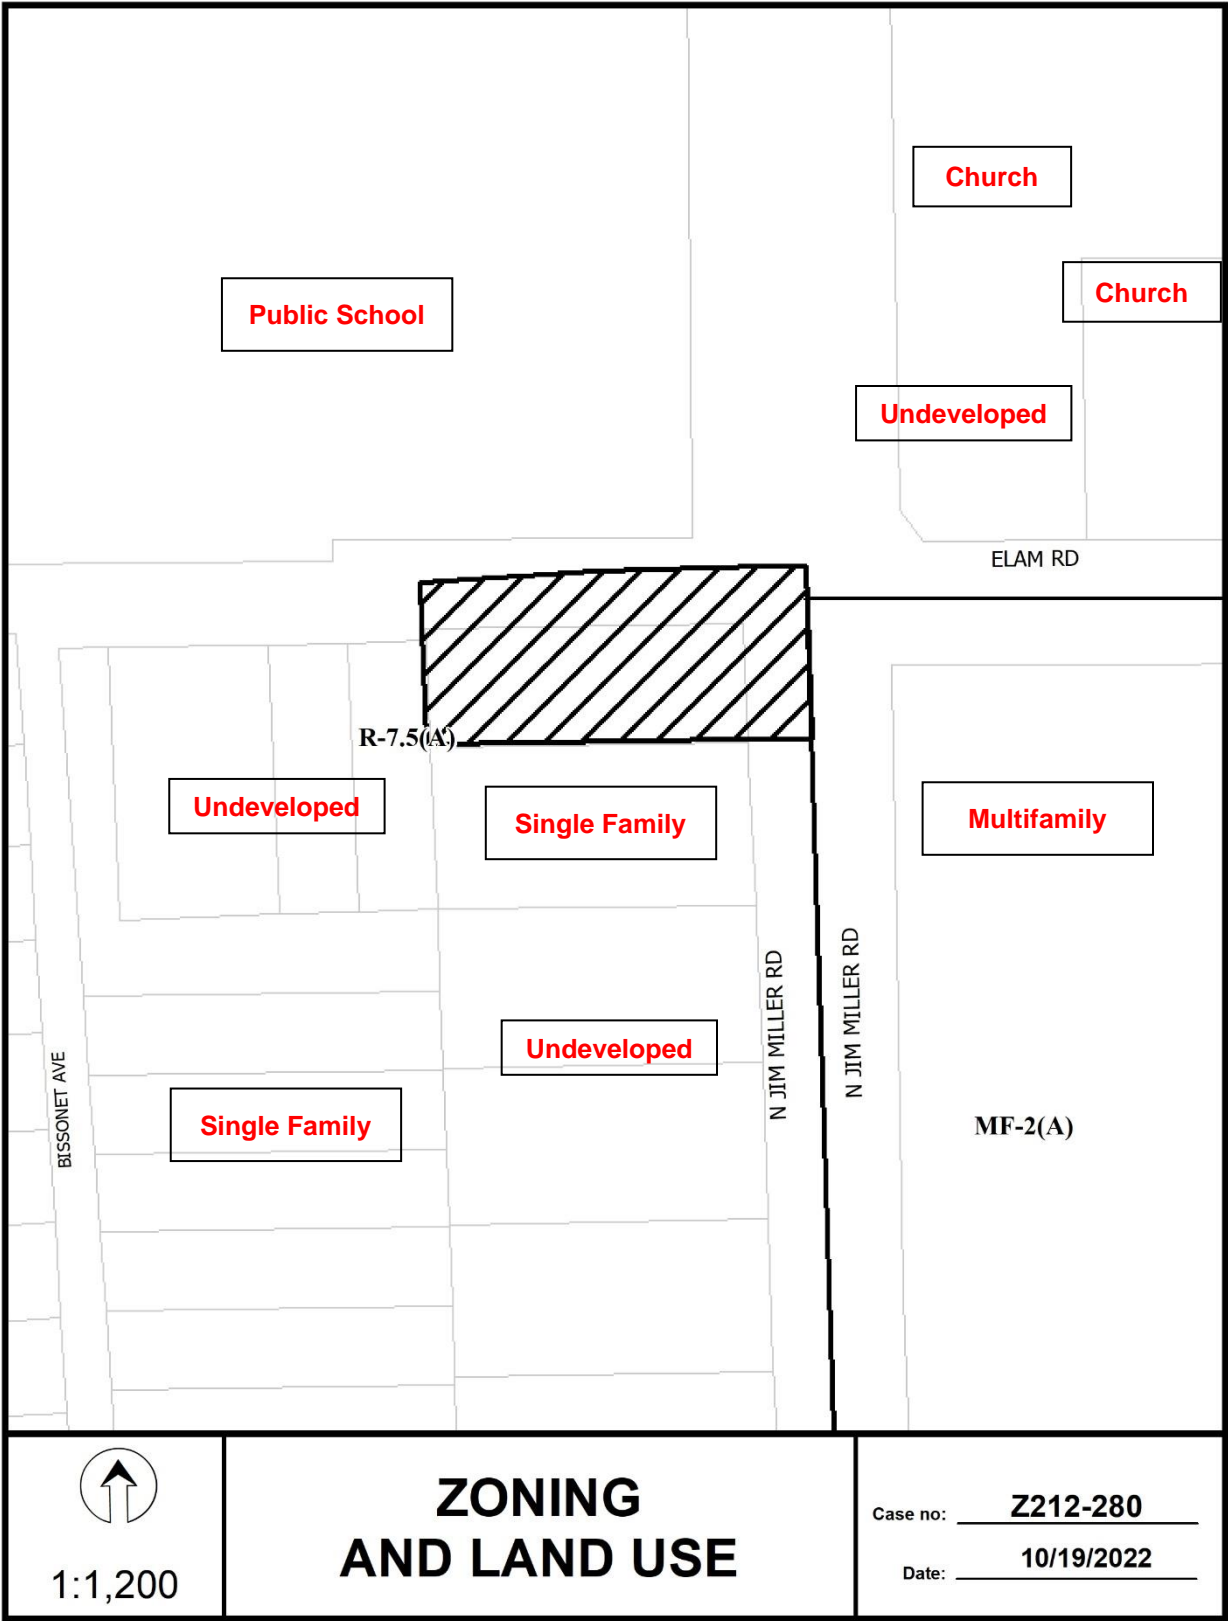 Church
Church
Public School
Undeveloped
ELAM RD
R-7.5(A)
Undeveloped
Single Family
Multifamily
N JIM MILLER RD
N JIM MILLER RD
Undeveloped
BISSONET AVE
Single Family
MF-2(A)
1:1,200
ZONING
AND LAND USE
Case no: Z212-280
Date: 10/19/2022